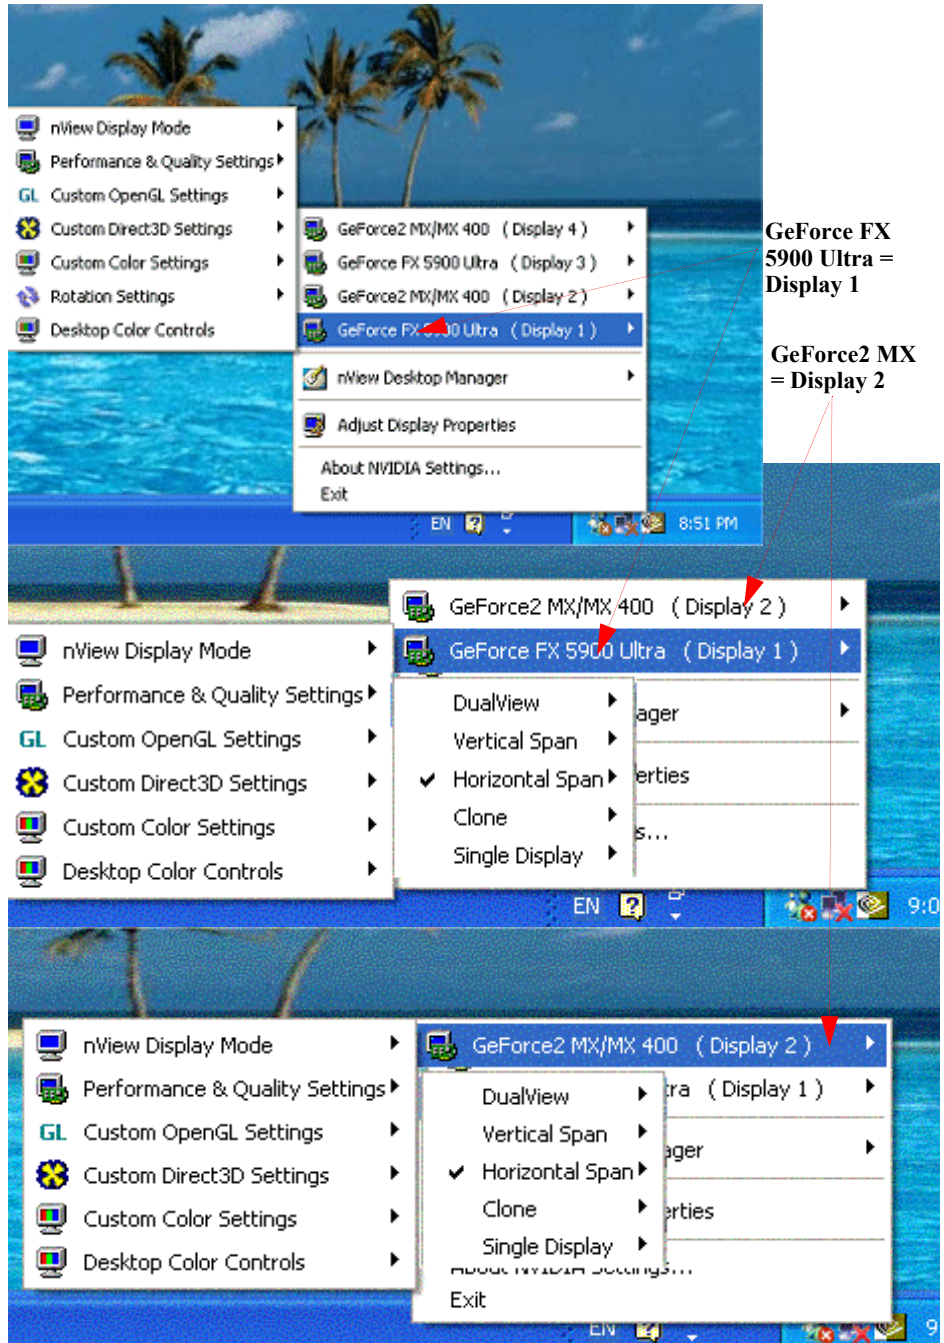 nView Display Mode
Performance & Quality Settings
GL Custom OpenGL Settings
Custom Direct3D Settings
Custom Color Settings
Rotation Settings
Desktop Color Controls
GeForce2 MX/MX 400 ( Display 4 )
GeForce FX 5900 Ultra ( Display 3 )
GeForce2 MX/MX 400 ( Display 2 )
GeForce FX 5900 Ultra ( Display 1 )
nView Desktop Manager
Adjust Display Properties
About NVIDIA Settings...
Exit
EN
8:51 PM
GeForce FX
5900 Ultra =
Display 1
GeForce2 MX
= Display 2
GeForce2 MX/MX 400 ( Display 2 )
GeForce FX 5900 Ultra ( Display 1 )
nView Display Mode
Performance & Quality Settings
GL Custom OpenGL Settings
Custom Direct3D Settings
Custom Color Settings
Desktop Color Controls
DualView
Vertical Span
Horizontal Span
Clone
Single Display
ager
erties
s...
EN
9:0
nView Display Mode
Performance & Quality Settings
GL Custom OpenGL Settings
Custom Direct3D Settings
Custom Color Settings
Desktop Color Controls
GeForce2 MX/MX 400 ( Display 2 )
tra ( Display 1 )
DualView
Vertical Span
Horizontal Span
Clone
Single Display
ager
erties
About NVIDIA Settings...
Exit
EN
9